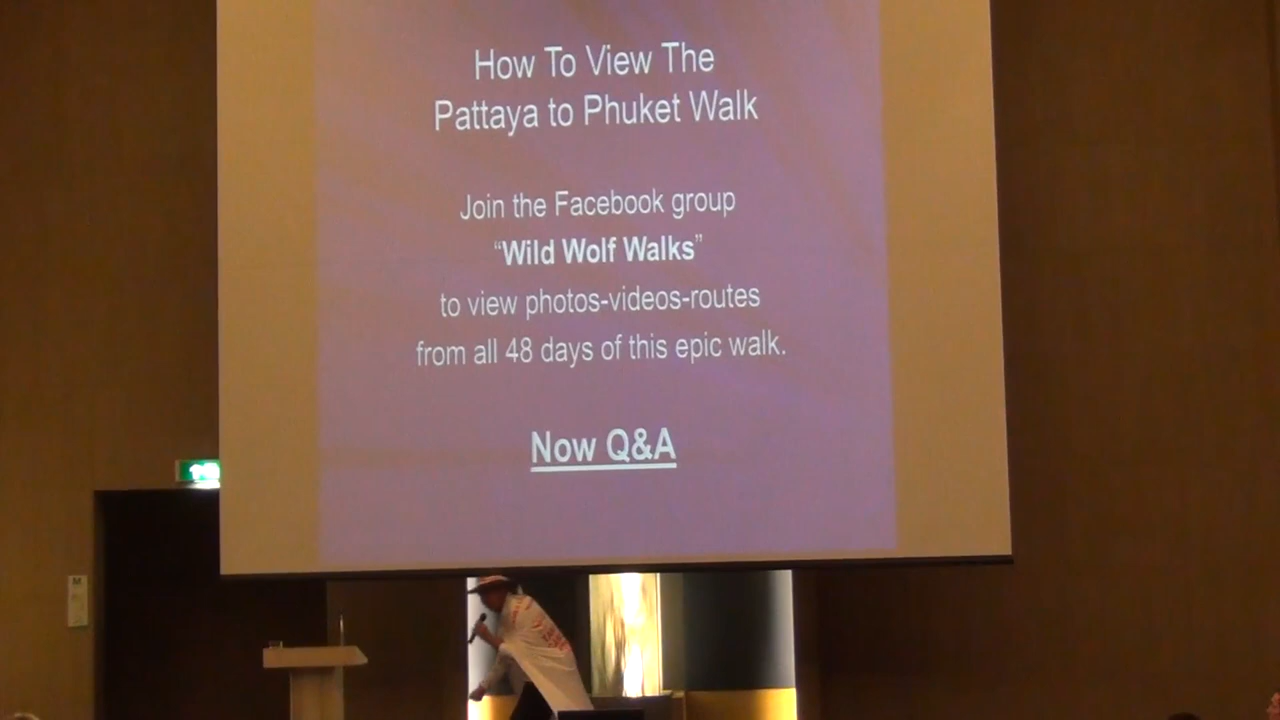 How To View The
Pattaya to Phuket Walk
Join the Facebook group
“Wild Wolf Walks”
to view photos-videos-routes
from all 48 days of this epic walk.
Now Q&A